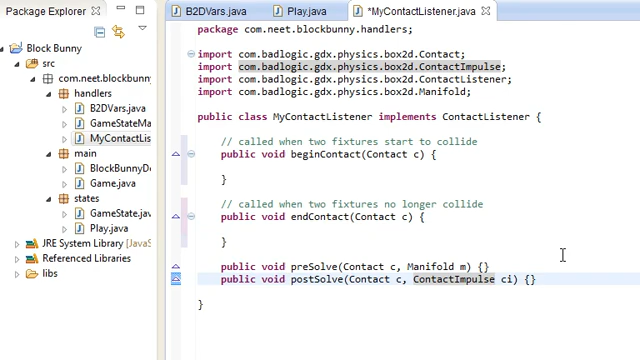 Package Explorer
Block Bunny
src
com.neet.blockbunny
handlers
B2DVars.java
GameStateMa
MyContactLis
main
BlockBunnyDe
Game.java
states
GameState.java
Play.java
JRE System Library [JavaS
Referenced Libraries
libs
B2DVars.java
Play.java
*MyContactListener.java
package com.neet.blockbunny.handlers;
import com.badlogic.gdx.physics.box2d.Contact;
import com.badlogic.gdx.physics.box2d.ContactImpulse;
import com.badlogic.gdx.physics.box2d.ContactListener;
import com.badlogic.gdx.physics.box2d.Manifold;
public class MyContactListener implements ContactListener {
// called when two fixtures start to collide
public void beginContact(Contact c) {
}
// called when two fixtures no longer collide
public void endContact(Contact c) {
}
public void preSolve(Contact c, Manifold m) {}
public void postSolve(Contact c, ContactImpulse ci) {}
}